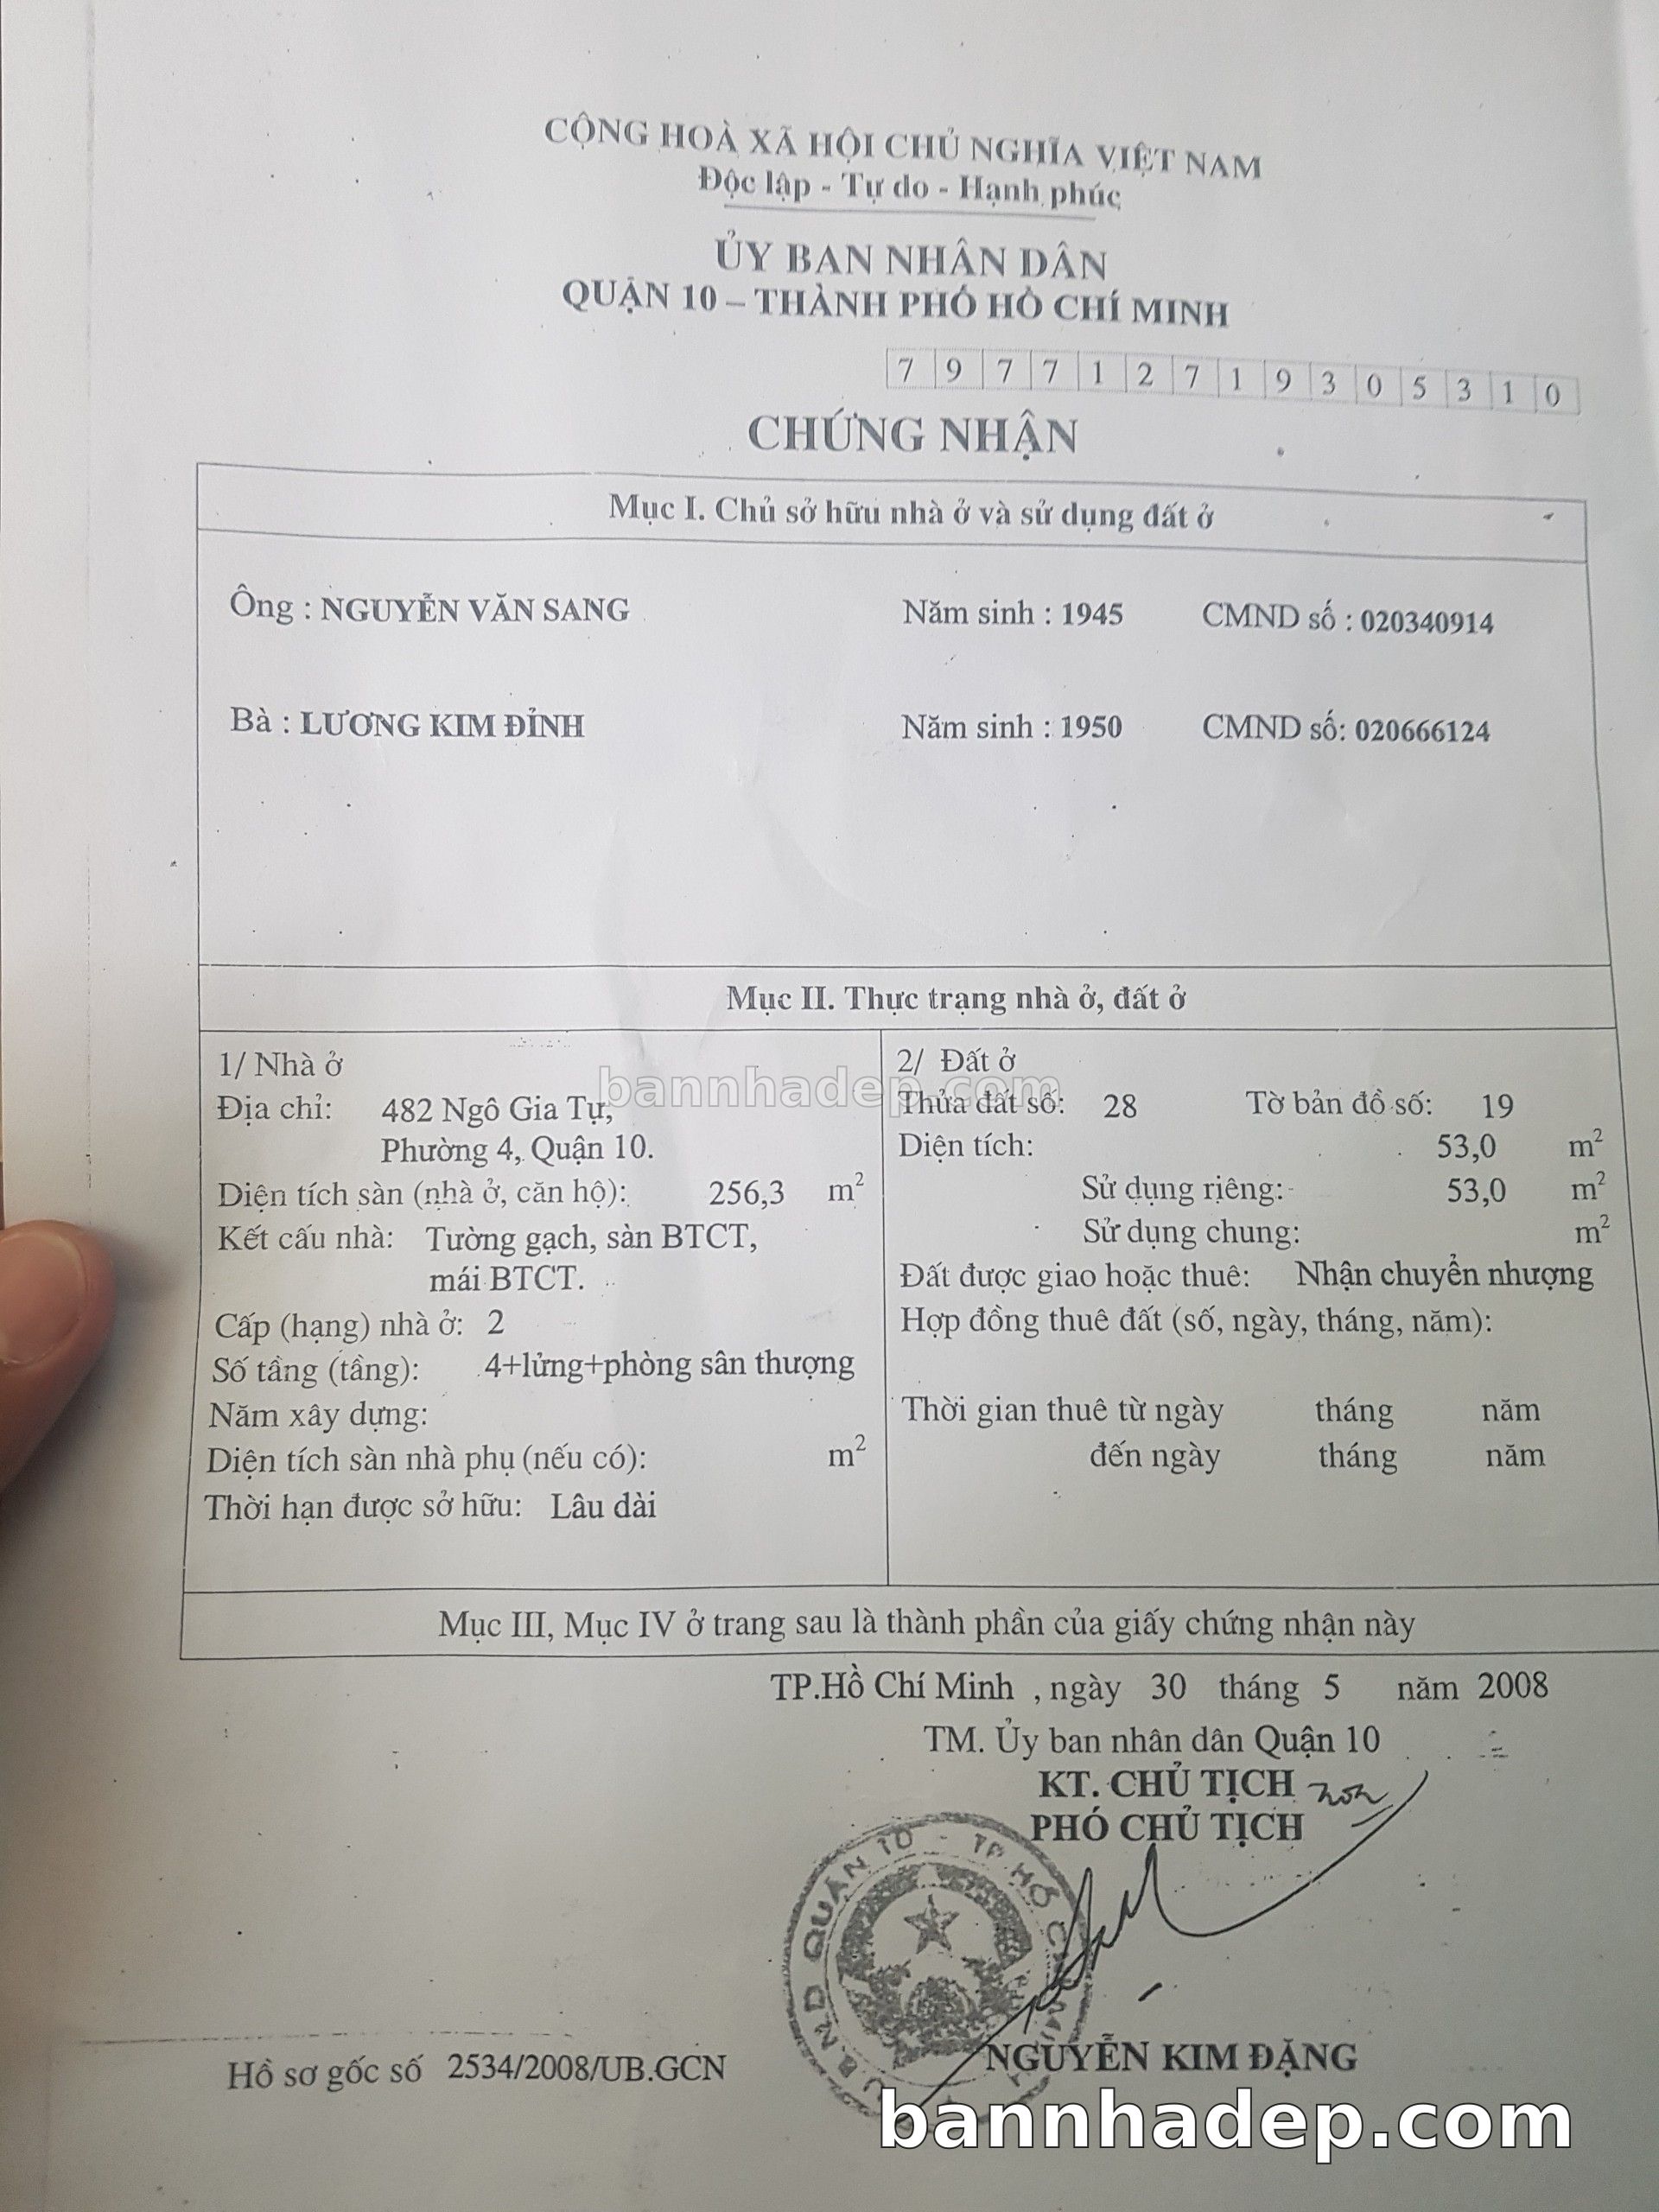 CỘNG HOÀ XÃ HỘI CHỦ NGHĨA VIỆT NAM
Độc lập - Tự do - Hạnh phúc
ỦY BAN NHÂN DÂN
QUẬN 10 – THÀNH PHỐ HỒ CHÍ MINH
7 9 7 7 1 2 7 1 9 3 0 5 3 1 0
CHỨNG NHẬN
Mục I. Chủ sở hữu nhà ở và sử dụng đất ở
Ông : NGUYỄN VĂN SANG Năm sinh : 1945 CMND số : 020340914
Bà : LƯƠNG KIM ĐỈNH Năm sinh : 1950 CMND số: 020666124
Mục II. Thực trạng nhà ở, đất ở
1/ Nhà ở
Địa chỉ: 482 Ngô Gia Tự,
Phường 4, Quận 10.
Diện tích sàn (nhà ở, căn hộ): 256,3 m²
Kết cấu nhà: Tường gạch, sàn BTCT,
mái BTCT.
Cấp (hạng) nhà ở: 2
Số tầng (tầng): 4+lửng+phòng sân thượng
Năm xây dựng:
Diện tích sàn nhà phụ (nếu có): m²
Thời hạn được sở hữu: Lâu dài
2/ Đất ở
Thửa đất số: 28 Tờ bản đồ số: 19
Diện tích: 53,0 m²
Sử dụng riêng: 53,0 m²
Sử dụng chung: m²
Đất được giao hoặc thuê: Nhận chuyển nhượng
Hợp đồng thuê đất (số, ngày, tháng, năm):
Thời gian thuê từ ngày tháng năm
đến ngày tháng năm
bannhadep.com
Mục III, Mục IV ở trang sau là thành phần của giấy chứng nhận này
TP.Hồ Chí Minh , ngày 30 tháng 5 năm 2008
TM. Ủy ban nhân dân Quận 10
KT. CHỦ TỊCH
PHÓ CHỦ TỊCH
U.B.N.D QUẬN 10 - TP HỒ
NGUYỄN KIM ĐẶNG
Hồ sơ gốc số 2534/2008/UB.GCN
bannhadep.com